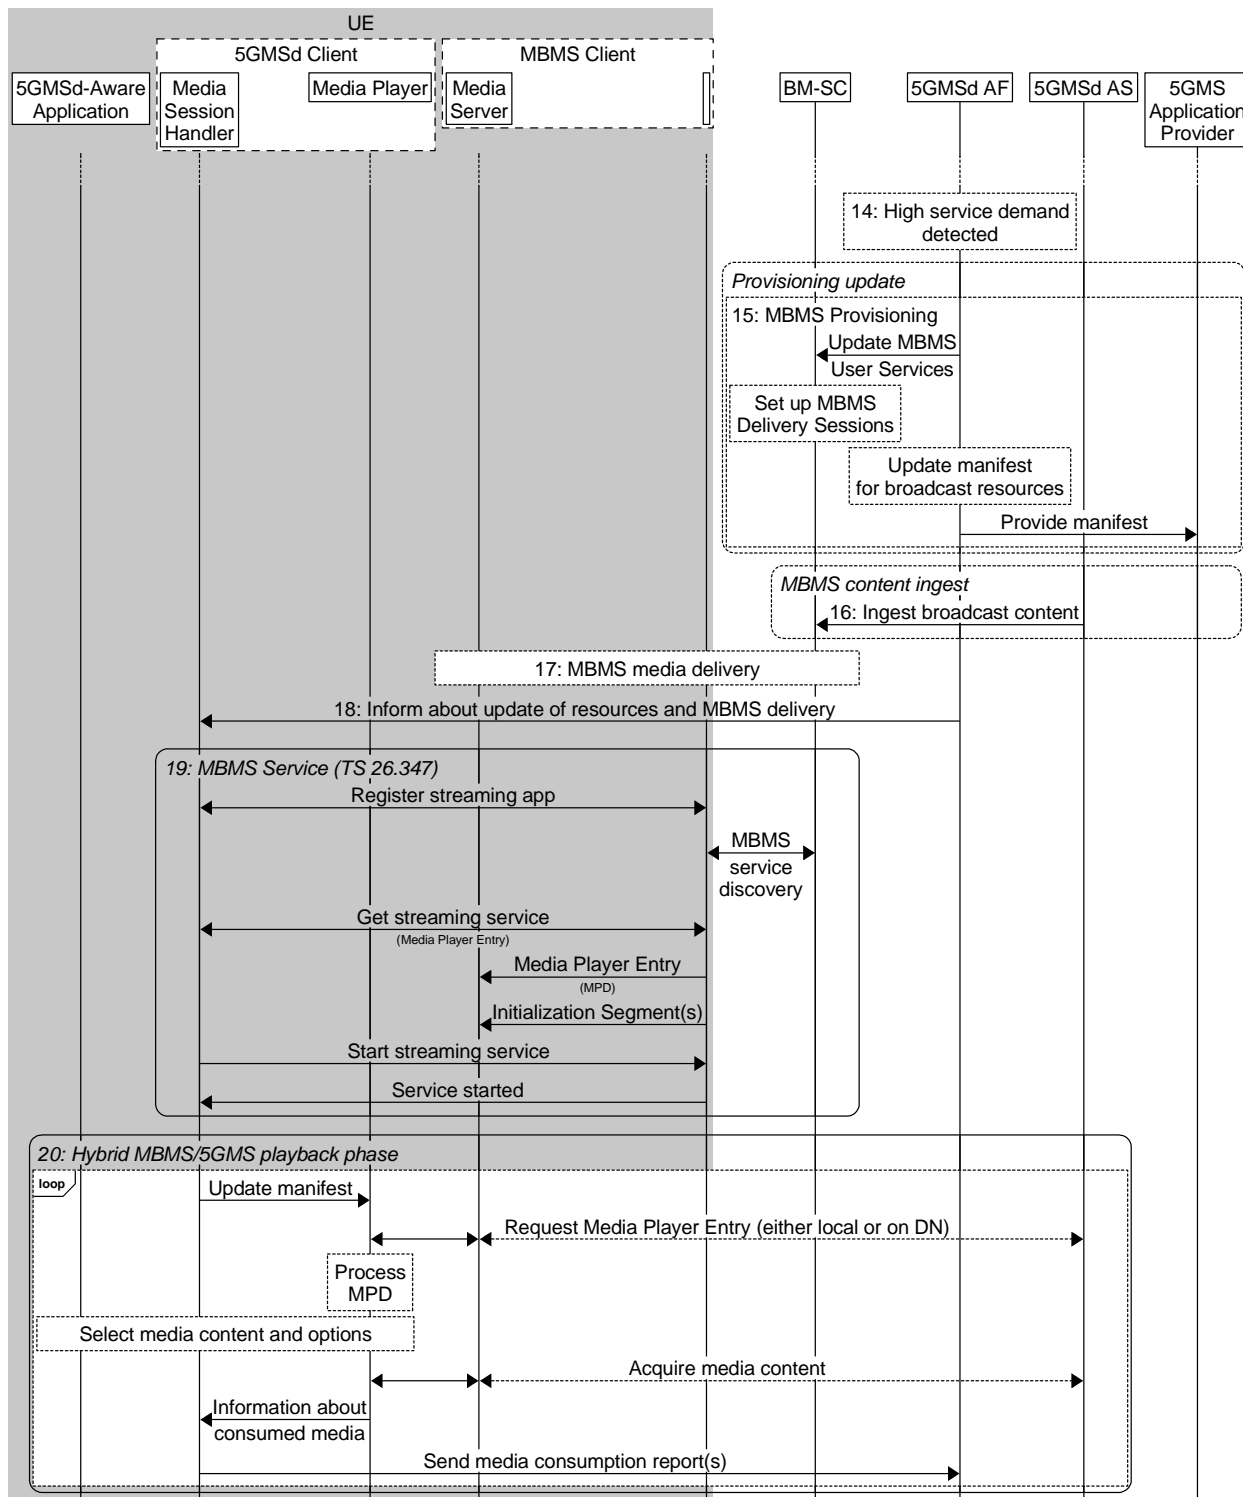 UE
5GMSd Client
MBMS Client
5GMSd-Aware
Application
Media
Session
Handler
Media Player
Media
Server
BM-SC
5GMSd AF
5GMSd AS
5GMS
Application
Provider
14: High service demand
detected
Provisioning update
15: MBMS Provisioning
Update MBMS
User Services
Set up MBMS
Delivery Sessions
Update manifest
for broadcast resources
Provide manifest
MBMS content ingest
16: Ingest broadcast content
17: MBMS media delivery
18: Inform about update of resources and MBMS delivery
19: MBMS Service (TS 26.347)
Register streaming app
MBMS
service
discovery
Get streaming service
(Media Player Entry)
Media Player Entry
(MPD)
Initialization Segment(s)
Start streaming service
Service started
20: Hybrid MBMS/5GMS playback phase
loop
Update manifest
Request Media Player Entry (either local or on DN)
Process
MPD
Select media content and options
Acquire media content
Information about
consumed media
Send media consumption report(s)